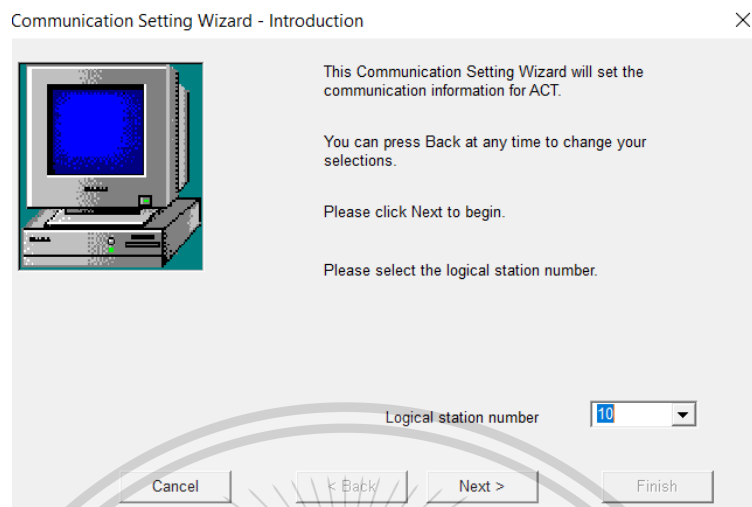 Communication Setting Wizard - Introduction
This Communication Setting Wizard will set the
communication information for ACT.
You can press Back at any time to change your
selections.
Please click Next to begin.
Please select the logical station number.
Logical station number 10
Cancel < Back Next > Finish